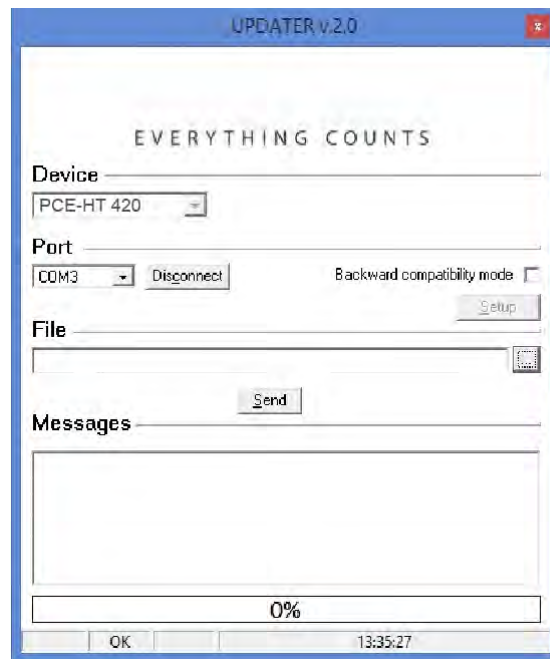 UPDATER v.2.0
x
EVERYTHING COUNTS
Device
PCE-HT 420
Port
COM3 Disconnect Backward compatibility mode
Setup
File
...
Send
Messages
0%
OK 13:35:27